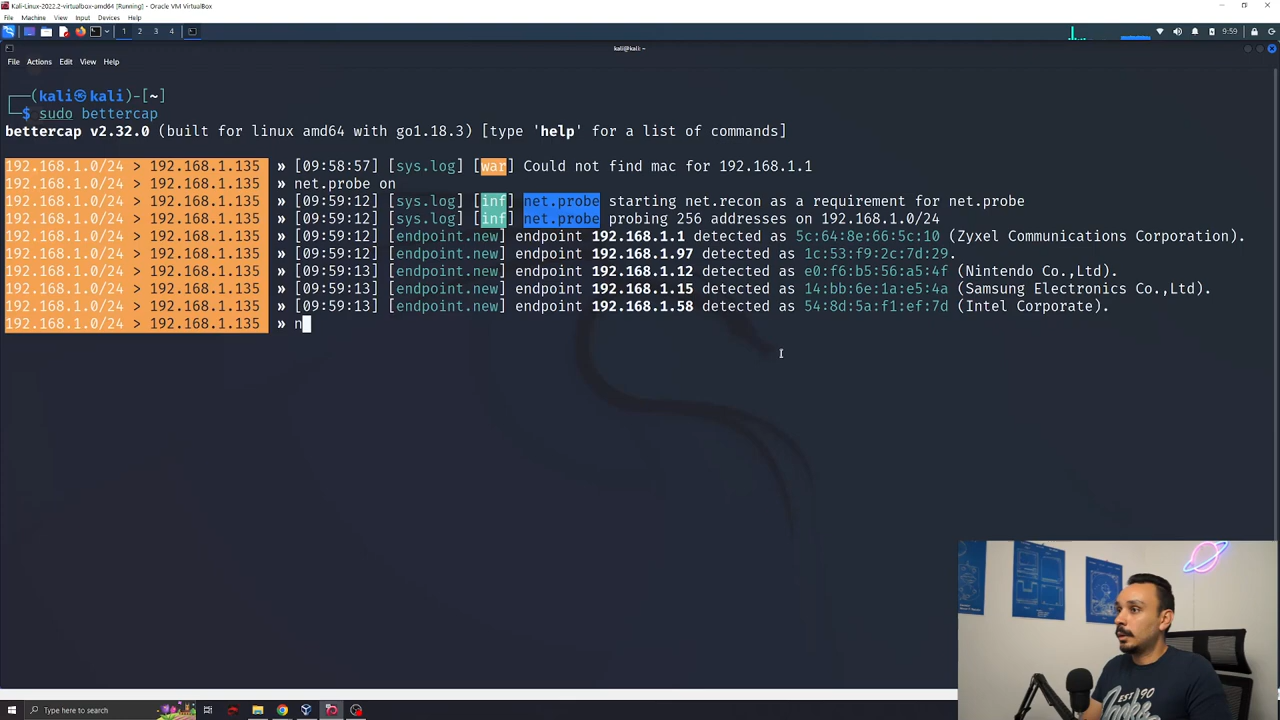 Kali-Linux-2022.2-virtualbox-amd64 [Running] - Oracle VM VirtualBox
File Machine View Input Devices Help
1 2 3 4
9:59
kali@kali: ~
File Actions Edit View Help
┌──(kali㉿kali)-[~]
└─$ sudo bettercap
bettercap v2.32.0 (built for linux amd64 with go1.18.3) [type 'help' for a list of commands]
192.168.1.0/24 > 192.168.1.135 » [09:58:57] [sys.log] [war] Could not find mac for 192.168.1.1
192.168.1.0/24 > 192.168.1.135 » net.probe on
192.168.1.0/24 > 192.168.1.135 » [09:59:12] [sys.log] [inf] net.probe starting net.recon as a requirement for net.probe
192.168.1.0/24 > 192.168.1.135 » [09:59:12] [sys.log] [inf] net.probe probing 256 addresses on 192.168.1.0/24
192.168.1.0/24 > 192.168.1.135 » [09:59:12] [endpoint.new] endpoint 192.168.1.1 detected as 5c:64:8e:66:5c:10 (Zyxel Communications Corporation).
192.168.1.0/24 > 192.168.1.135 » [09:59:12] [endpoint.new] endpoint 192.168.1.97 detected as 1c:53:f9:2c:7d:29.
192.168.1.0/24 > 192.168.1.135 » [09:59:13] [endpoint.new] endpoint 192.168.1.12 detected as e0:f6:b5:56:a5:4f (Nintendo Co.,Ltd).
192.168.1.0/24 > 192.168.1.135 » [09:59:13] [endpoint.new] endpoint 192.168.1.15 detected as 14:bb:6e:1a:e5:4a (Samsung Electronics Co.,Ltd).
192.168.1.0/24 > 192.168.1.135 » [09:59:13] [endpoint.new] endpoint 192.168.1.58 detected as 54:8d:5a:f1:ef:7d (Intel Corporate).
192.168.1.0/24 > 192.168.1.135 » n
EST 90
Type here to search